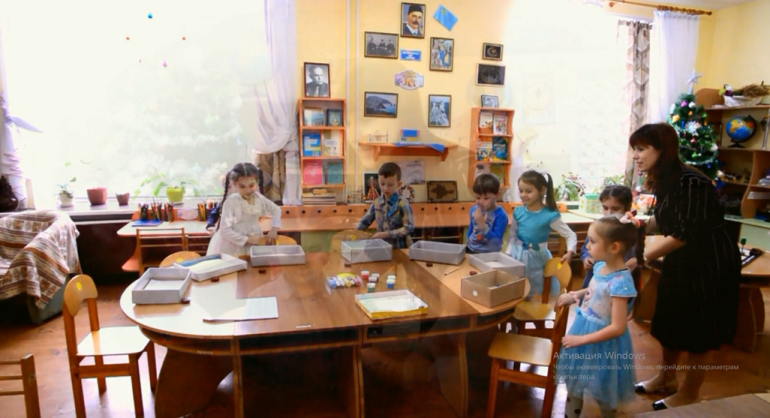 Активация Windows
Чтобы активировать Windows, перейдите к параметрам
компьютера.